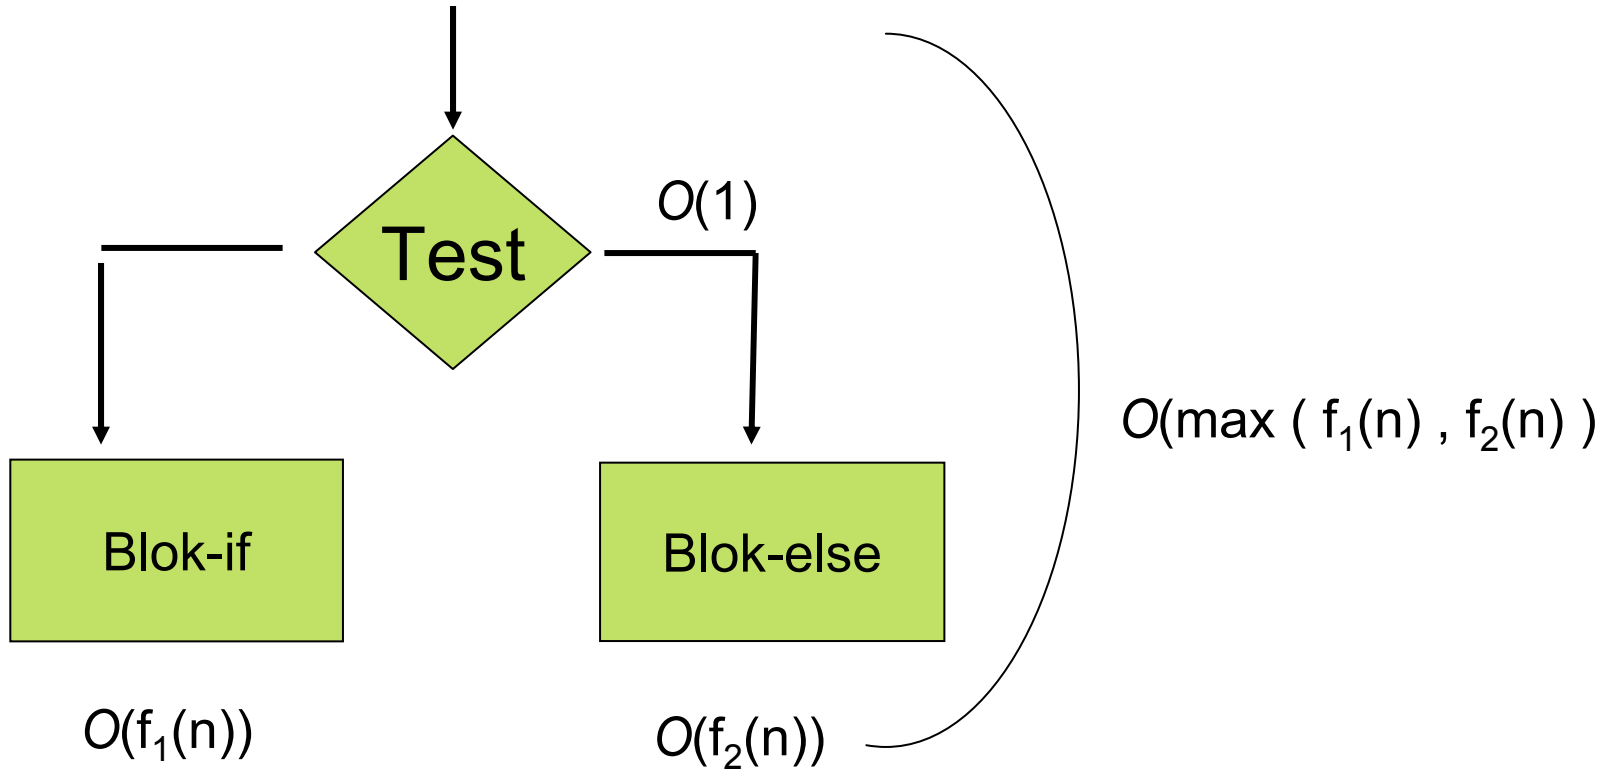 O(1)
Test
O(max ( f₁(n) , f₂(n) )
Blok-if
Blok-else
O(f₁(n))
O(f₂(n))